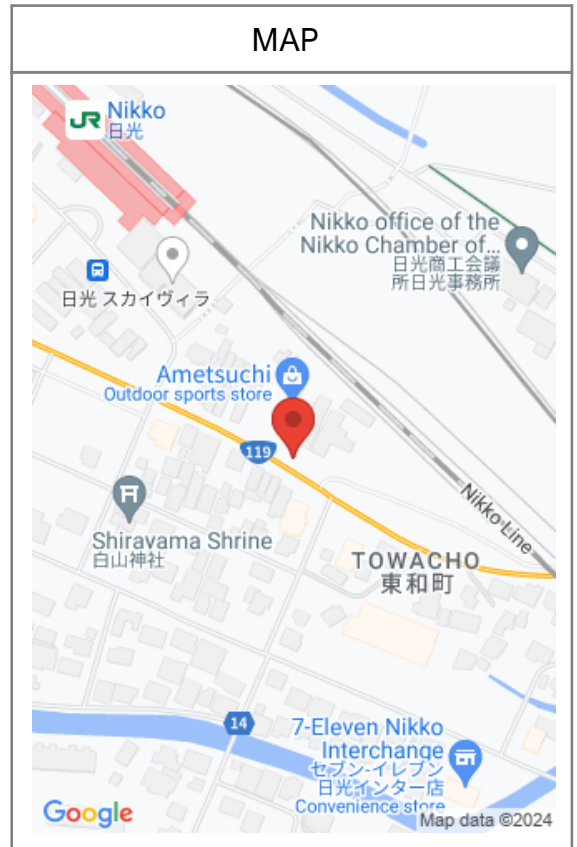 MAP
JR
Nikko
日光
Nikko office of the
Nikko Chamber of...
日光商工会議
所日光事務所
日光 スカイヴィラ
Ametsuchi
Outdoor sports store
119
Nikko Line
Shirayama Shrine
白山神社
TOWACHO
東和町
14
7-Eleven Nikko
Interchange
セブン-イレブン
日光インター店
Convenience store
Google
Map data ©2024